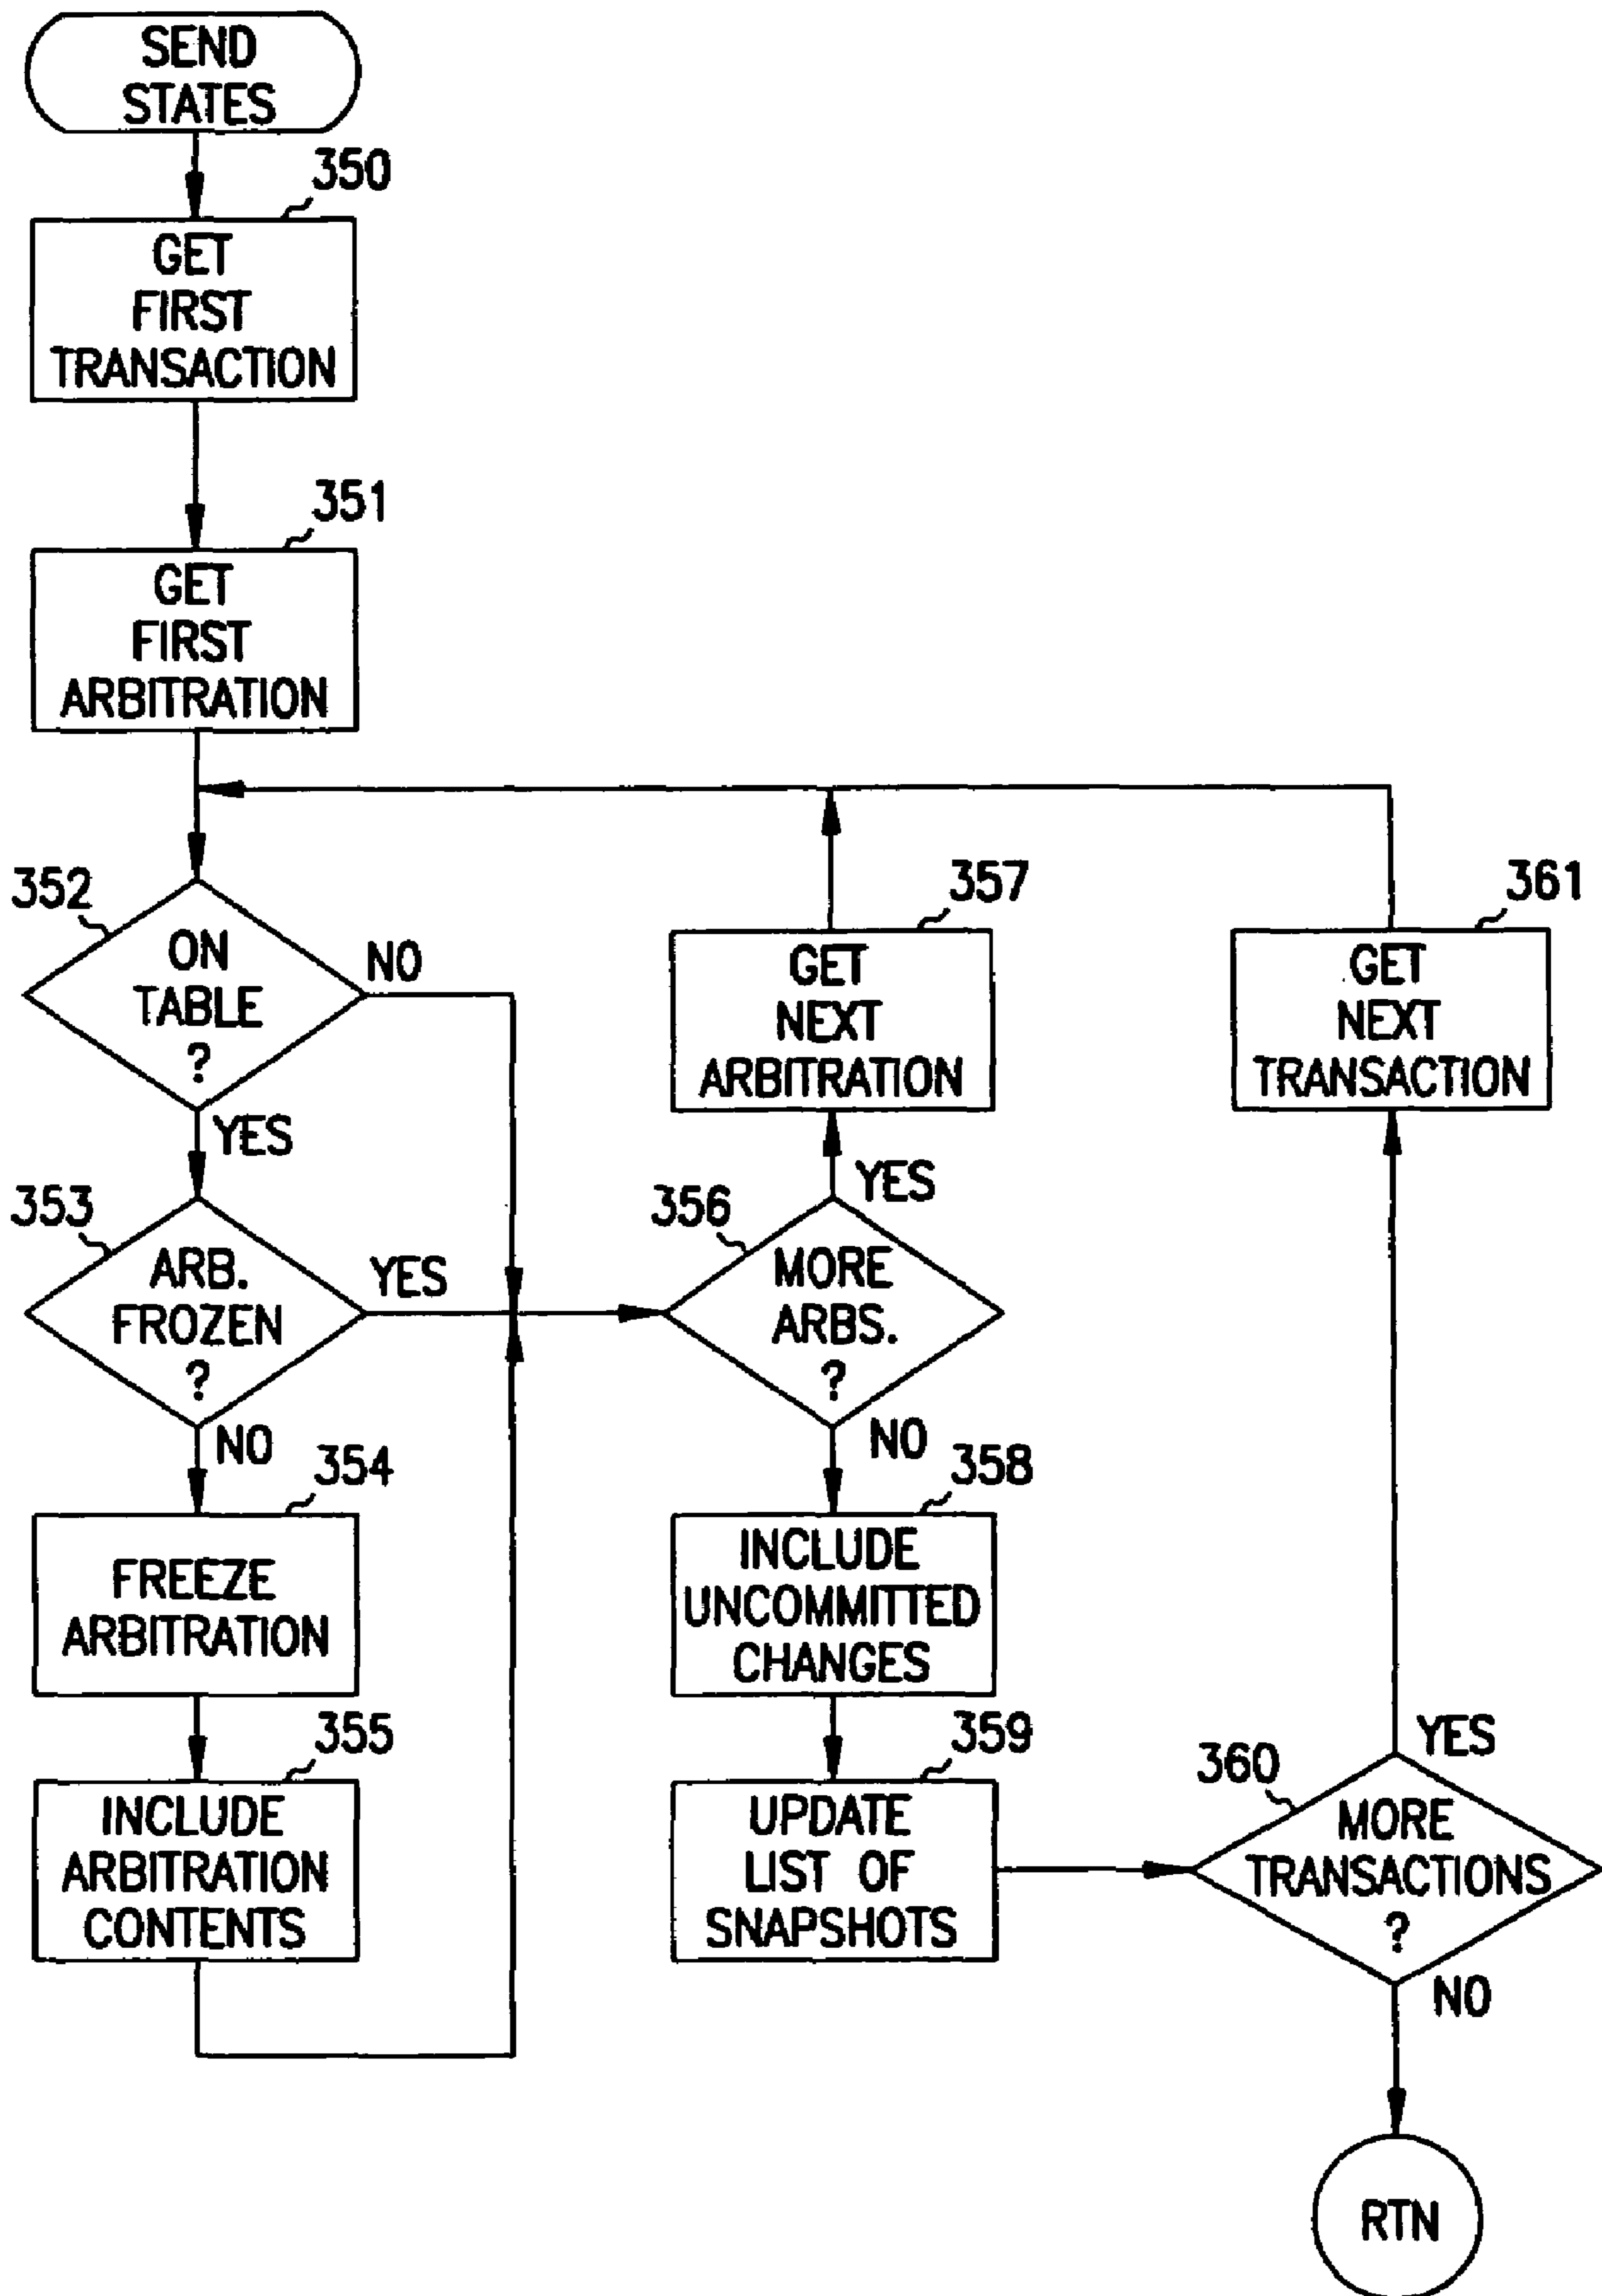 SEND
STATES
350
GET
FIRST
TRANSACTION
351
GET
FIRST
ARBITRATION
352
ON
TABLE
?
NO
YES
353
ARB.
FROZEN
?
YES
NO
354
FREEZE
ARBITRATION
355
INCLUDE
ARBITRATION
CONTENTS
356
MORE
ARBS.
?
YES
NO
357
GET
NEXT
ARBITRATION
358
INCLUDE
UNCOMMITTED
CHANGES
359
UPDATE
LIST OF
SNAPSHOTS
360
MORE
TRANSACTIONS
?
YES
NO
361
GET
NEXT
TRANSACTION
RTN